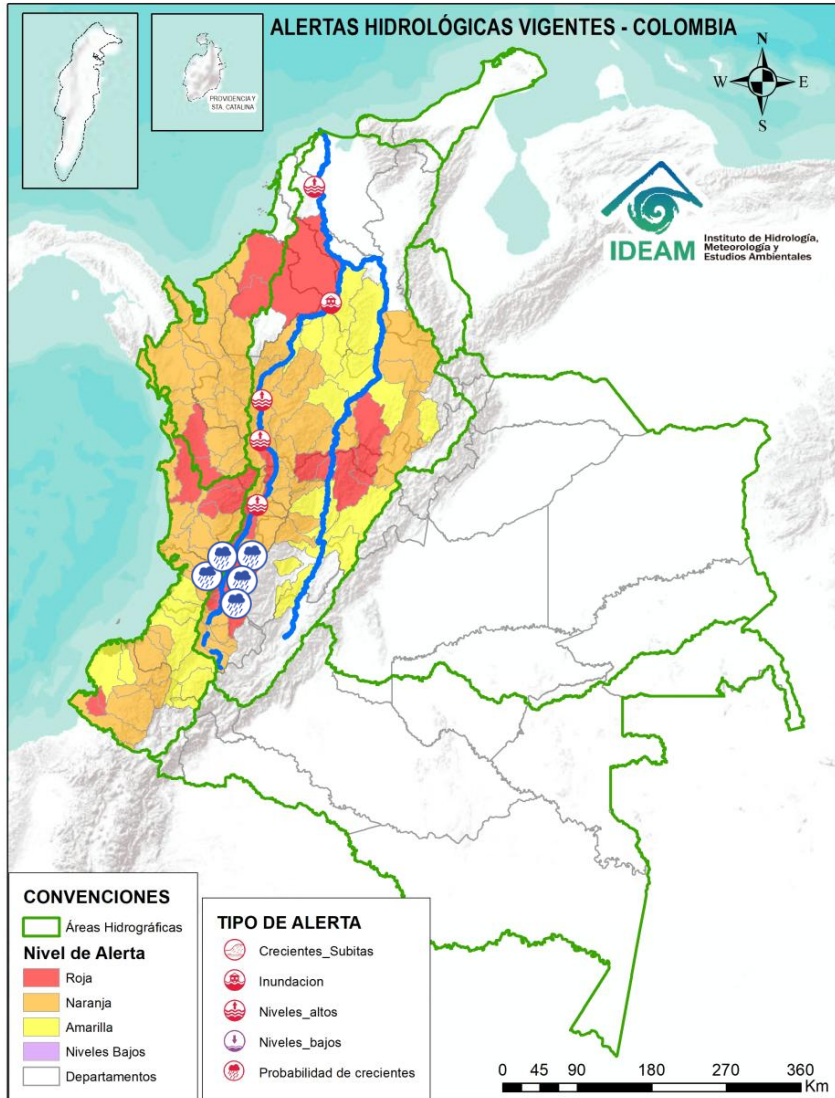 ALERTAS HIDROLÓGICAS VIGENTES - COLOMBIA
PROVIDENCIA Y
STA. CATALINA
N
W E
S
IDEAM
Instituto de Hidrología,
Meteorología y
Estudios Ambientales
CONVENCIONES
Áreas Hidrográficas
Nivel de Alerta
Roja
Naranja
Amarilla
Niveles Bajos
Departamentos
TIPO DE ALERTA
Crecientes_Subitas
Inundacion
Niveles_altos
Niveles_bajos
Probabilidad de crecientes
0 45 90 180 270 360
Km